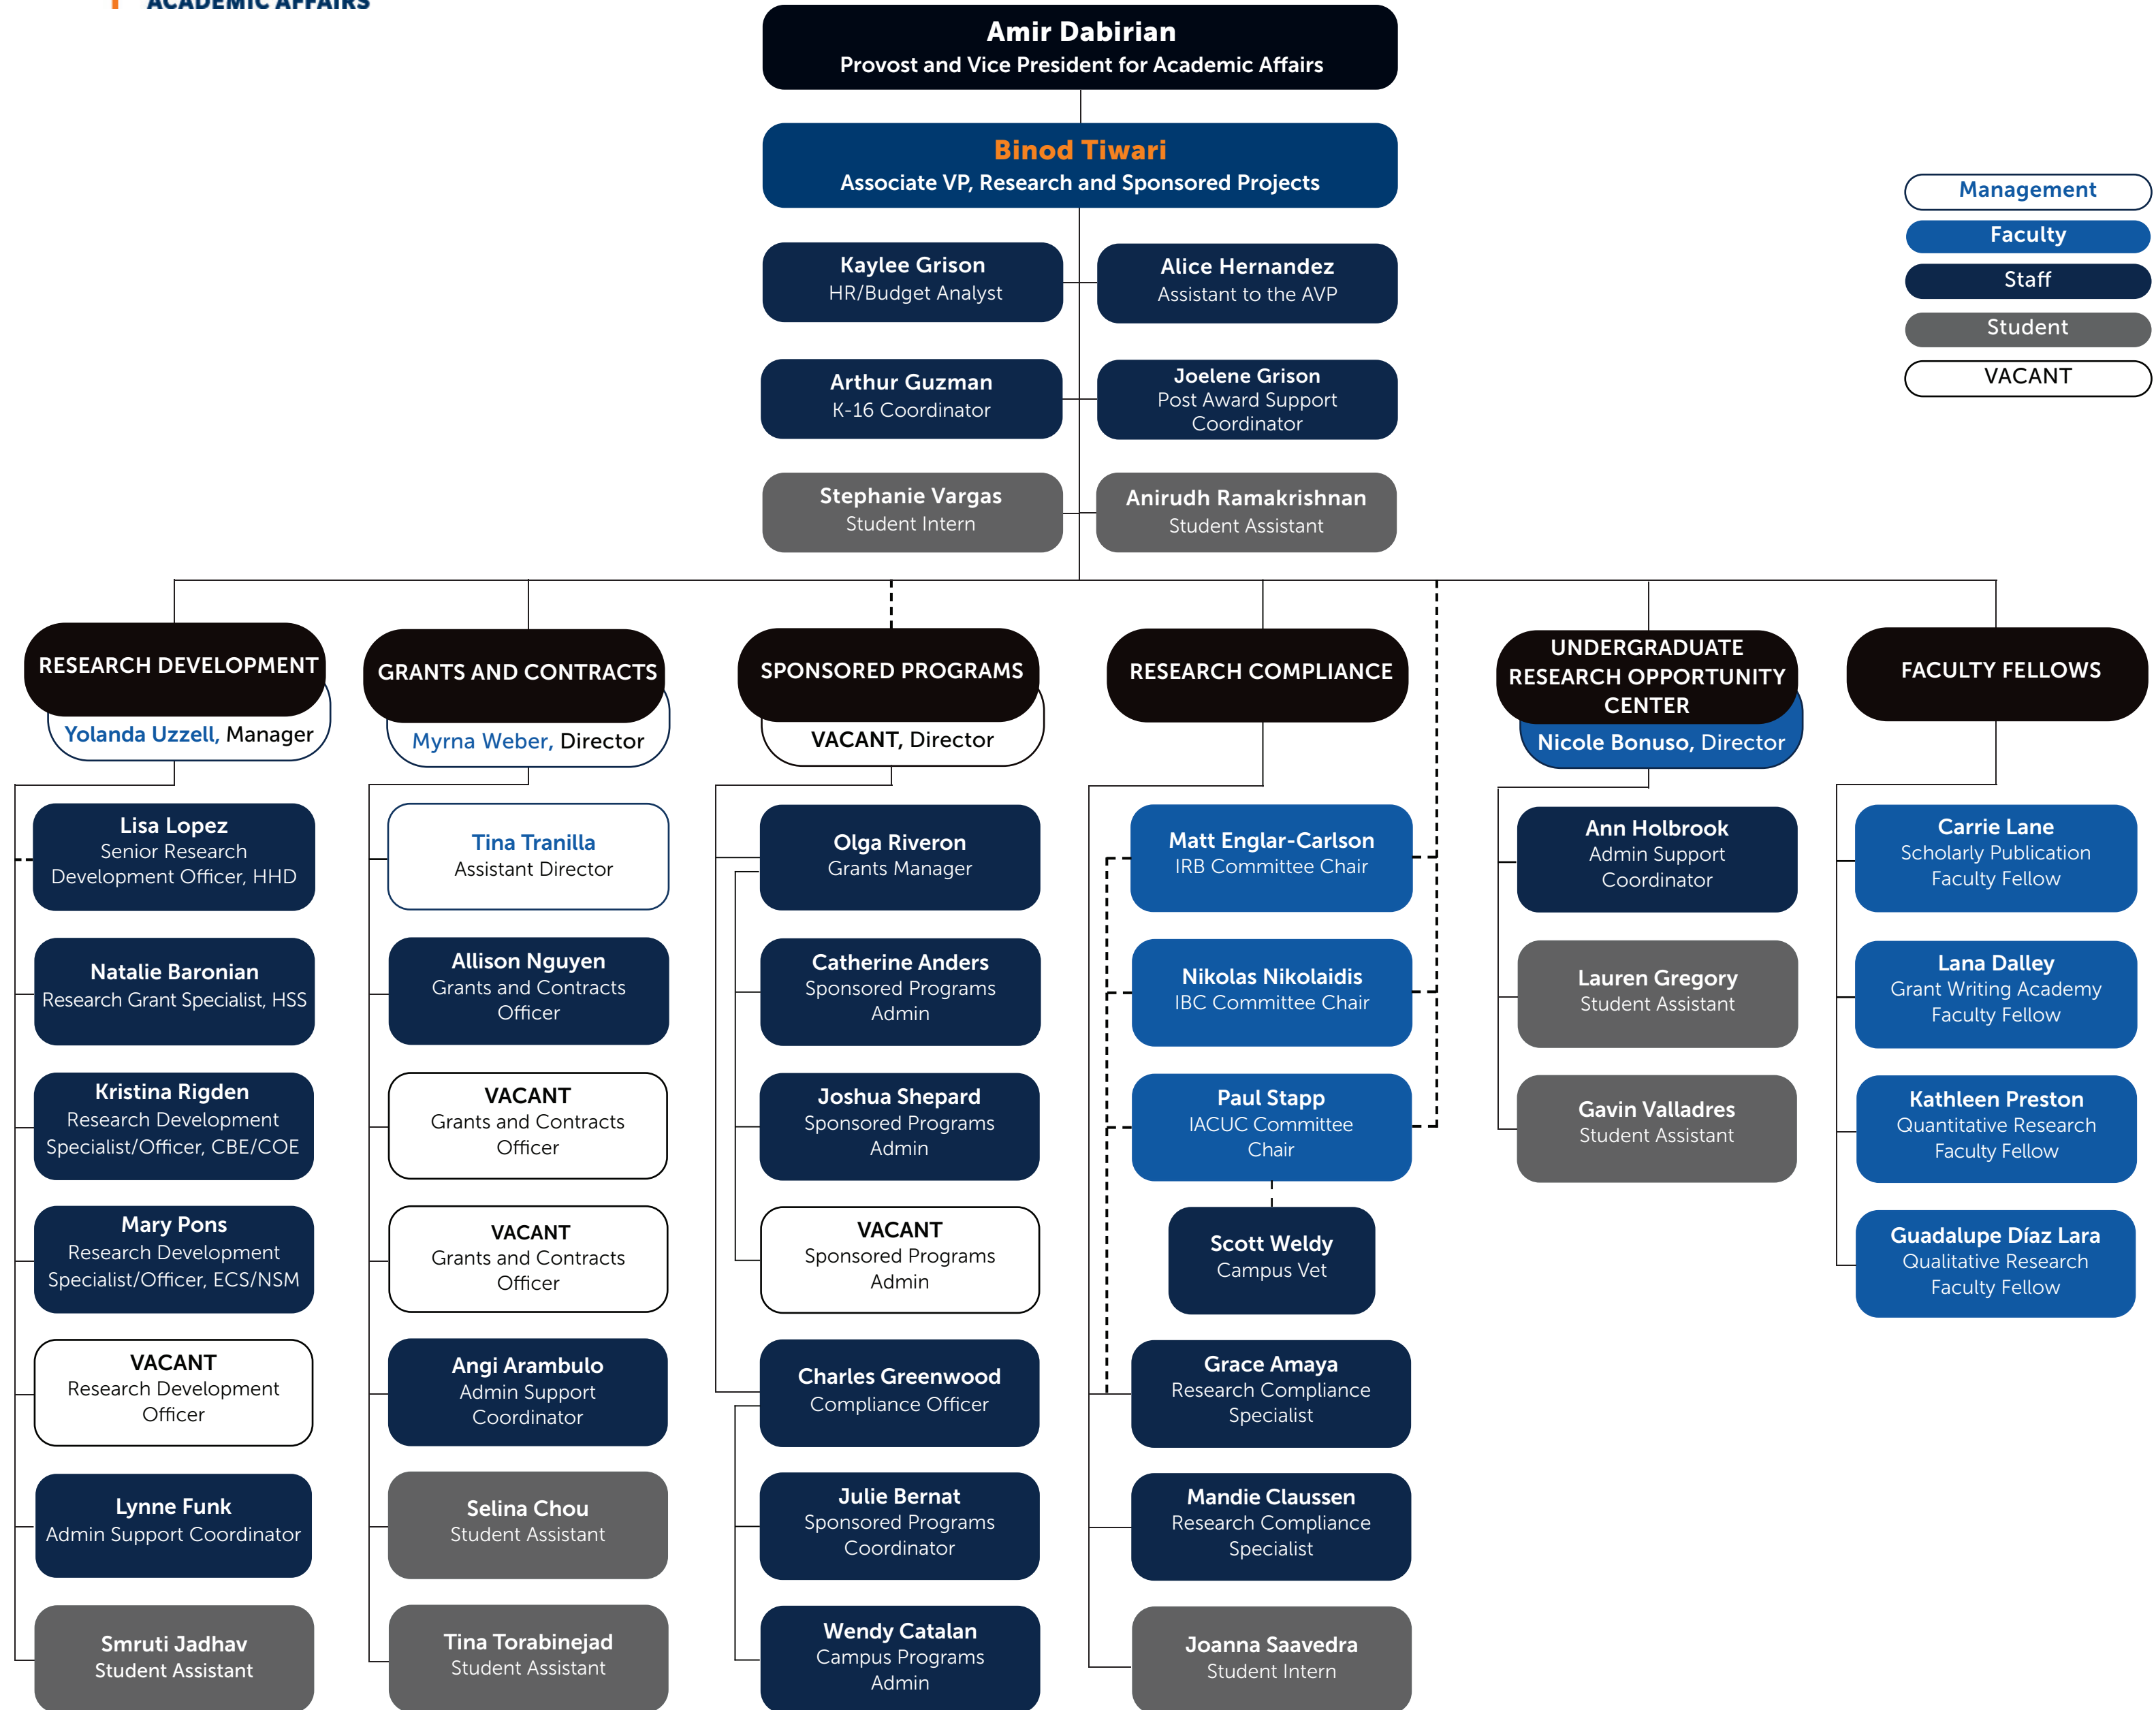 ACADEMIC AFFAIRS
Amir Dabirian
Provost and Vice President for Academic Affairs
Binod Tiwari
Associate VP, Research and Sponsored Projects
Management
Faculty
Staff
Student
VACANT
Kaylee Grison
HR/Budget Analyst
Alice Hernandez
Assistant to the AVP
Arthur Guzman
K-16 Coordinator
Joelene Grison
Post Award Support
Coordinator
Stephanie Vargas
Student Intern
Anirudh Ramakrishnan
Student Assistant
RESEARCH DEVELOPMENT
Yolanda Uzzell, Manager
Lisa Lopez
Senior Research
Development Officer, HHD
Natalie Baronian
Research Grant Specialist, HSS
Kristina Rigden
Research Development
Specialist/Officer, CBE/COE
Mary Pons
Research Development
Specialist/Officer, ECS/NSM
VACANT
Research Development
Officer
Lynne Funk
Admin Support Coordinator
Smruti Jadhav
Student Assistant
GRANTS AND CONTRACTS
Myrna Weber, Director
Tina Tranilla
Assistant Director
Allison Nguyen
Grants and Contracts
Officer
VACANT
Grants and Contracts
Officer
VACANT
Grants and Contracts
Officer
Angi Arambulo
Admin Support
Coordinator
Selina Chou
Student Assistant
Tina Torabinejad
Student Assistant
SPONSORED PROGRAMS
VACANT, Director
Olga Riveron
Grants Manager
Catherine Anders
Sponsored Programs
Admin
Joshua Shepard
Sponsored Programs
Admin
VACANT
Sponsored Programs
Admin
Charles Greenwood
Compliance Officer
Julie Bernat
Sponsored Programs
Coordinator
Wendy Catalan
Campus Programs
Admin
RESEARCH COMPLIANCE
Matt Englar-Carlson
IRB Committee Chair
Nikolas Nikolaidis
IBC Committee Chair
Paul Stapp
IACUC Committee
Chair
Scott Weldy
Campus Vet
Grace Amaya
Research Compliance
Specialist
Mandie Claussen
Research Compliance
Specialist
Joanna Saavedra
Student Intern
UNDERGRADUATE
RESEARCH OPPORTUNITY
CENTER
Nicole Bonuso, Director
Ann Holbrook
Admin Support
Coordinator
Lauren Gregory
Student Assistant
Gavin Valladres
Student Assistant
FACULTY FELLOWS
Carrie Lane
Scholarly Publication
Faculty Fellow
Lana Dalley
Grant Writing Academy
Faculty Fellow
Kathleen Preston
Quantitative Research
Faculty Fellow
Guadalupe Díaz Lara
Qualitative Research
Faculty Fellow